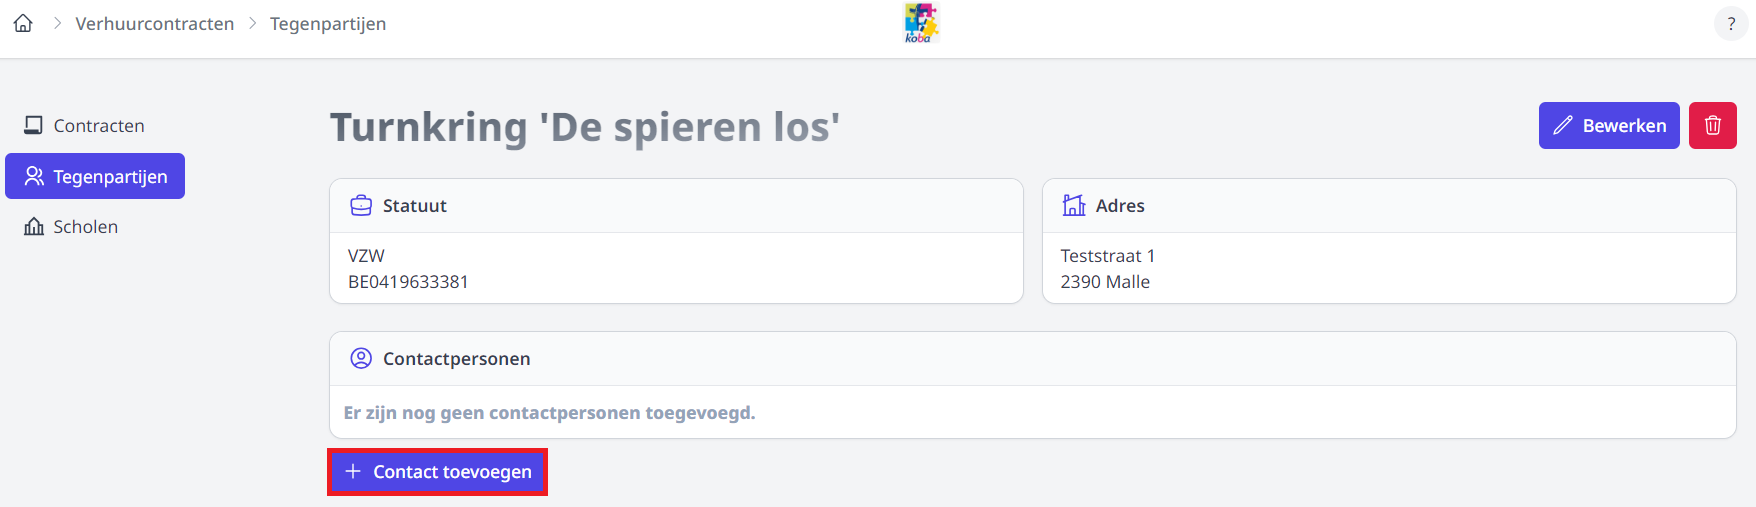 Verhuurcontracten
Tegenpartijen
koba
?
Contracten
Tegenpartijen
Scholen
Turnkring 'De spieren los'
Bewerken
Statuut
VZW
BE0419633381
Adres
Teststraat 1
2390 Malle
Contactpersonen
Er zijn nog geen contactpersonen toegevoegd.
Contact toevoegen